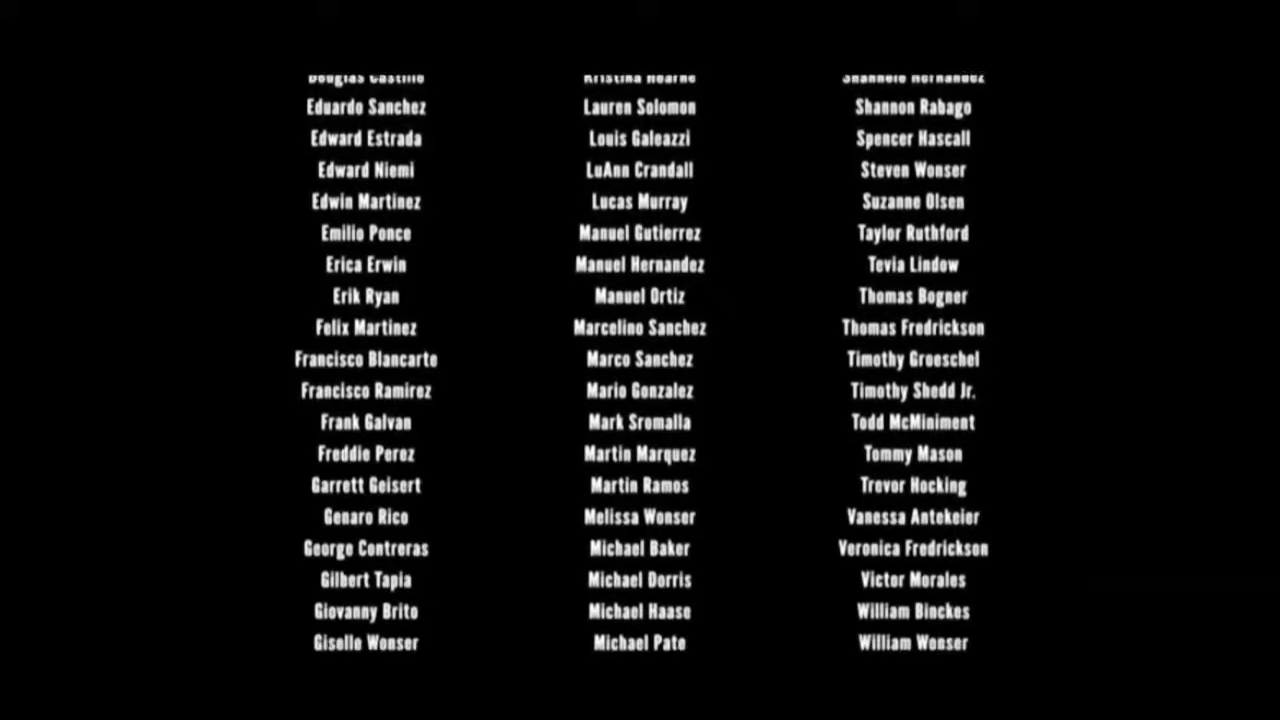 Douglas Castillo
Eduardo Sanchez
Edward Estrada
Edward Niemi
Edwin Martinez
Emilio Ponce
Erica Erwin
Erik Ryan
Felix Martinez
Francisco Blancarte
Francisco Ramirez
Frank Galvan
Freddie Perez
Garrett Geisert
Genaro Rico
George Contreras
Gilbert Tapia
Giovanny Brito
Giselle Wonser
Kristina Hearne
Lauren Solomon
Louis Galeazzi
LuAnn Crandall
Lucas Murray
Manuel Gutierrez
Manuel Hernandez
Manuel Ortiz
Marcelino Sanchez
Marco Sanchez
Mario Gonzalez
Mark Sromalla
Martin Marquez
Martin Ramos
Melissa Wonser
Michael Baker
Michael Dorris
Michael Haase
Michael Pate
Hernandez
Shannon Rabago
Spencer Hascall
Steven Wonser
Suzanne Olsen
Taylor Ruthford
Tevia Lindow
Thomas Bogner
Thomas Fredrickson
Timothy Groeschel
Timothy Shedd Jr.
Todd McMiniment
Tommy Mason
Trevor Hocking
Vanessa Antekeier
Veronica Fredrickson
Victor Morales
William Binckes
William Wonser